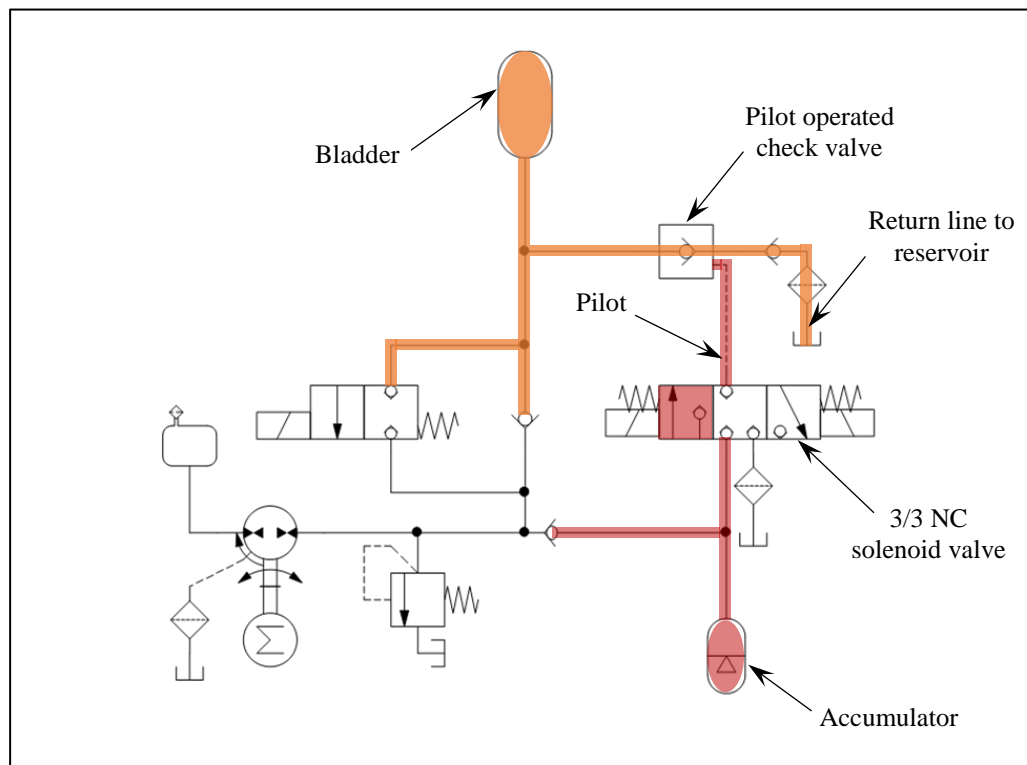 Bladder
Pilot operated
check valve
Return line to
reservoir
Pilot
3/3 NC
solenoid valve
Accumulator